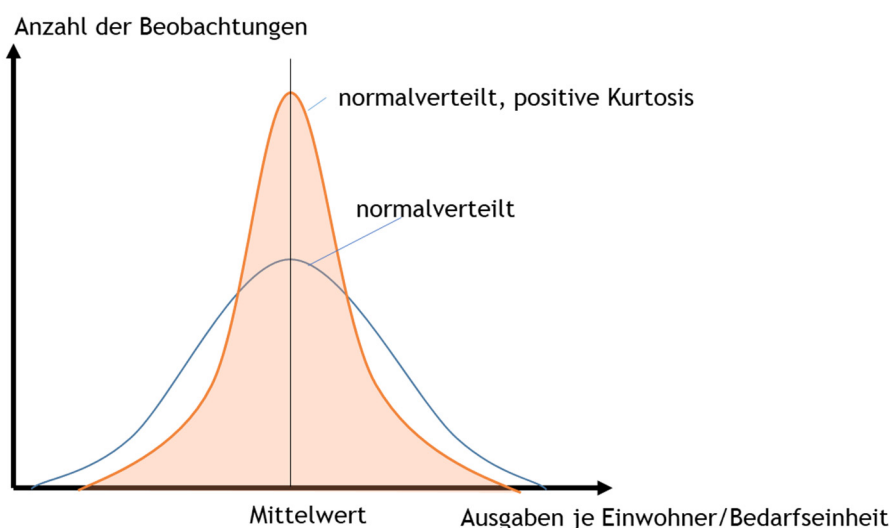 Anzahl der Beobachtungen
normalverteilt, positive Kurtosis
normalverteilt
Mittelwert
Ausgaben je Einwohner/Bedarfseinheit